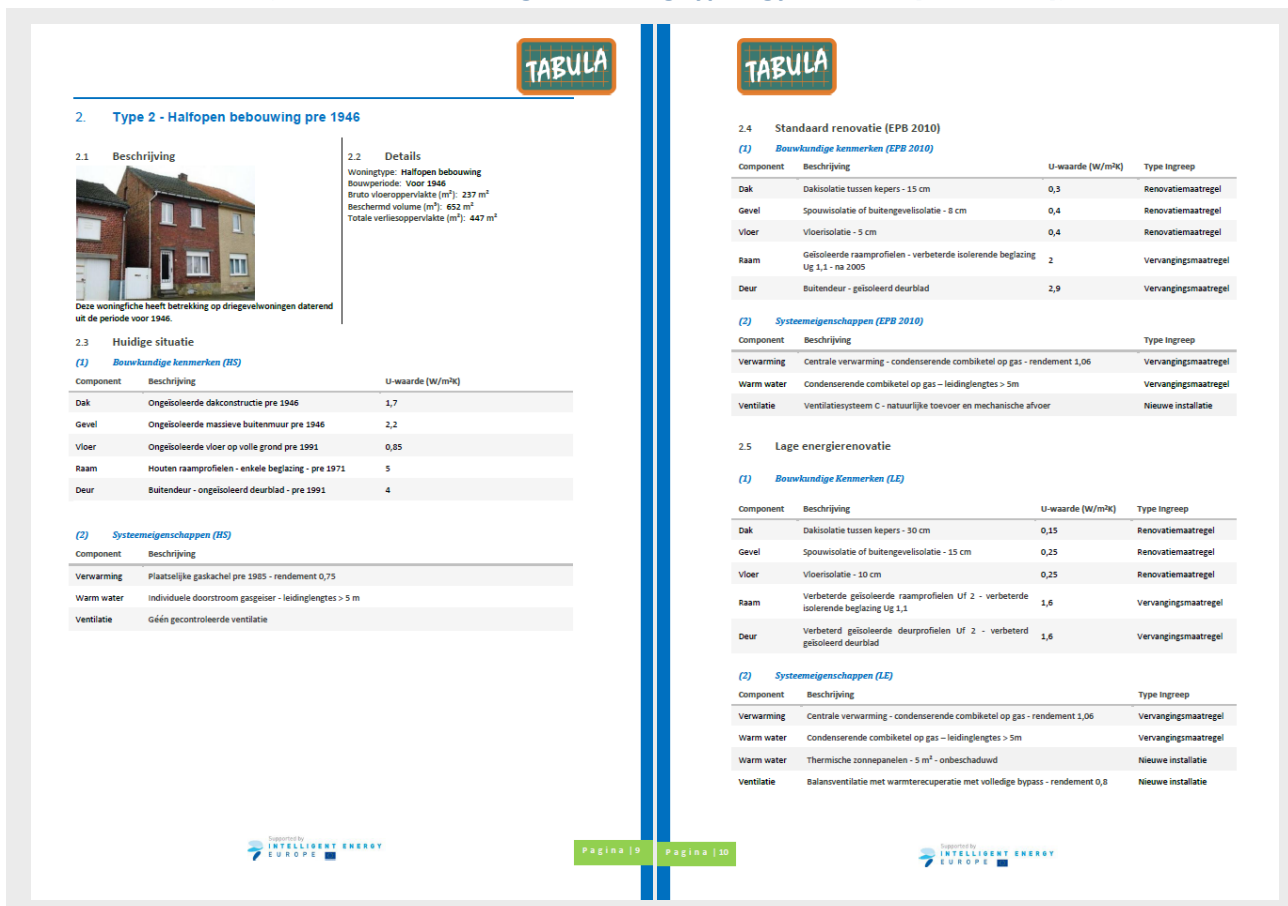 TABULA
2. Type 2 - Halfopen bebouwing pre 1946
2.1 Beschrijving
Deze woningfiche heeft betrekking op driegevelwoningen daterend
uit de periode voor 1946.
2.2 Details
Woningtype: Halfopen bebouwing
Bouwperiode: Voor 1946
Bruto vloeroppervlakte (m²): 237 m²
Beschermd volume (m³): 652 m²
Totale verliesoppervlakte (m²): 447 m²
2.3 Huidige situatie
(1) Bouwkundige kenmerken (HS)
Component Beschrijving U-waarde (W/m²K)
Dak Ongeïsoleerde dakconstructie pre 1946 1,7
Gevel Ongeïsoleerde massieve buitenmuur pre 1946 2,2
Vloer Ongeïsoleerde vloer op volle grond pre 1991 0,85
Raam Houten raamprofielen - enkele beglazing - pre 1971 5
Deur Buitendeur - ongeïsoleerd deurblad - pre 1991 4
(2) Systeemeigenschappen (HS)
Component Beschrijving
Verwarming Plaatselijke gaskachel pre 1985 - rendement 0,75
Warm water Individuele doorstroom gasgeiser - leidinglengtes > 5 m
Ventilatie Géén gecontroleerde ventilatie
Supported by
INTELLIGENT ENERGY
EUROPE
Pagina | 9
TABULA
2.4 Standaard renovatie (EPB 2010)
(1) Bouwkundige kenmerken (EPB 2010)
Component Beschrijving U-waarde (W/m²K) Type Ingreep
Dak Dakisolatie tussen kepers - 15 cm 0,3 Renovatiemaatregel
Gevel Spouwisolatie of buitengevelisolatie - 8 cm 0,4 Renovatiemaatregel
Vloer Vloerisolatie - 5 cm 0,4 Renovatiemaatregel
Raam Geïsoleerde raamprofielen - verbeterde isolerende beglazing
Ug 1,1 - na 2005 2 Vervangingsmaatregel
Deur Buitendeur - geïsoleerd deurblad 2,9 Vervangingsmaatregel
(2) Systeemeigenschappen (EPB 2010)
Component Beschrijving Type Ingreep
Verwarming Centrale verwarming - condenserende combiketel op gas - rendement 1,06 Vervangingsmaatregel
Warm water Condenserende combiketel op gas – leidinglengtes > 5m Vervangingsmaatregel
Ventilatie Ventilatiesysteem C - natuurlijke toevoer en mechanische afvoer Nieuwe installatie
2.5 Lage energierenovatie
(1) Bouwkundige Kenmerken (LE)
Component Beschrijving U-waarde (W/m²K) Type Ingreep
Dak Dakisolatie tussen kepers - 30 cm 0,15 Renovatiemaatregel
Gevel Spouwisolatie of buitengevelisolatie - 15 cm 0,25 Renovatiemaatregel
Vloer Vloerisolatie - 10 cm 0,25 Renovatiemaatregel
Raam Verbeterde geïsoleerde raamprofielen Uf 2 - verbeterde
isolerende beglazing Ug 1,1 1,6 Vervangingsmaatregel
Deur Verbeterd geïsoleerde deurprofielen Uf 2 - verbeterd
geïsoleerd deurblad 1,6 Vervangingsmaatregel
(2) Systeemeigenschappen (LE)
Component Beschrijving Type Ingreep
Verwarming Centrale verwarming - condenserende combiketel op gas - rendement 1,06 Vervangingsmaatregel
Warm water Condenserende combiketel op gas – leidinglengtes > 5m Vervangingsmaatregel
Warm water Thermische zonnepanelen - 5 m² - onbeschaduwd Nieuwe installatie
Ventilatie Balansventilatie met warmterecuperatie met volledige bypass - rendement 0,8 Nieuwe installatie
Pagina | 10
Supported by
INTELLIGENT ENERGY
EUROPE